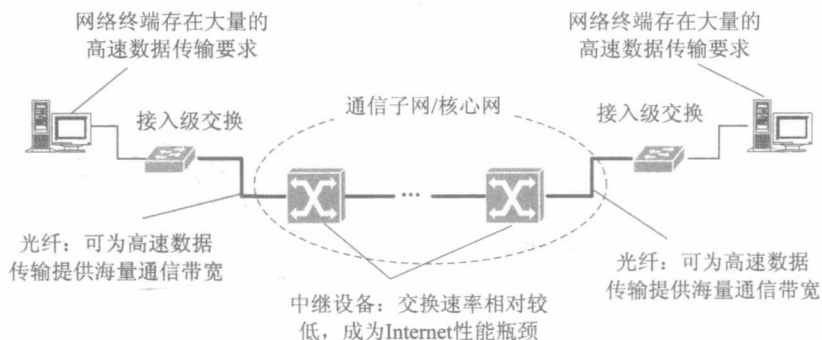 网络终端存在大量的
高速数据传输要求
网络终端存在大量的
高速数据传输要求
接入级交换
通信子网/核心网
接入级交换
...
光纤：可为高速数据
传输提供海量通信带宽
光纤：可为高速数据
传输提供海量通信带宽
中继设备：交换速率相对较
低，成为Internet性能瓶颈